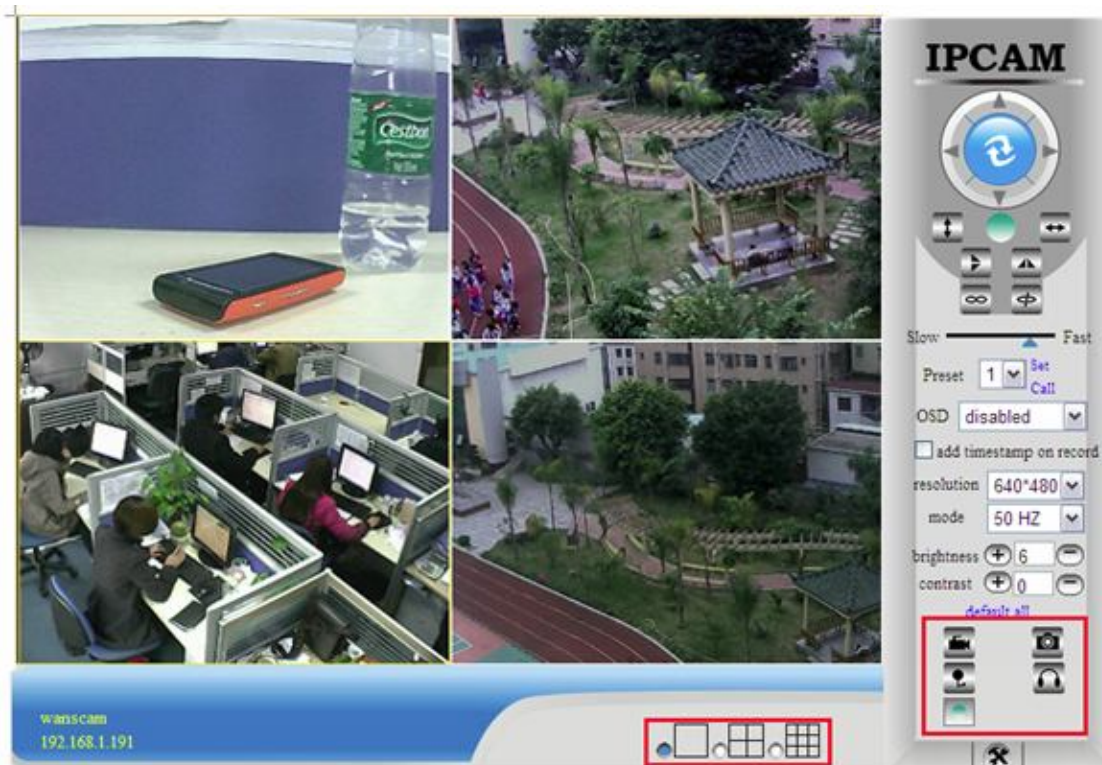 Cestbon
IPCAM
Slow Fast
Preset 1 Set
Call
OSD disabled
add timestamp on record
resolution 640*480
mode 50 HZ
brightness 6
contrast 0
default all
wanscam
192.168.1.191